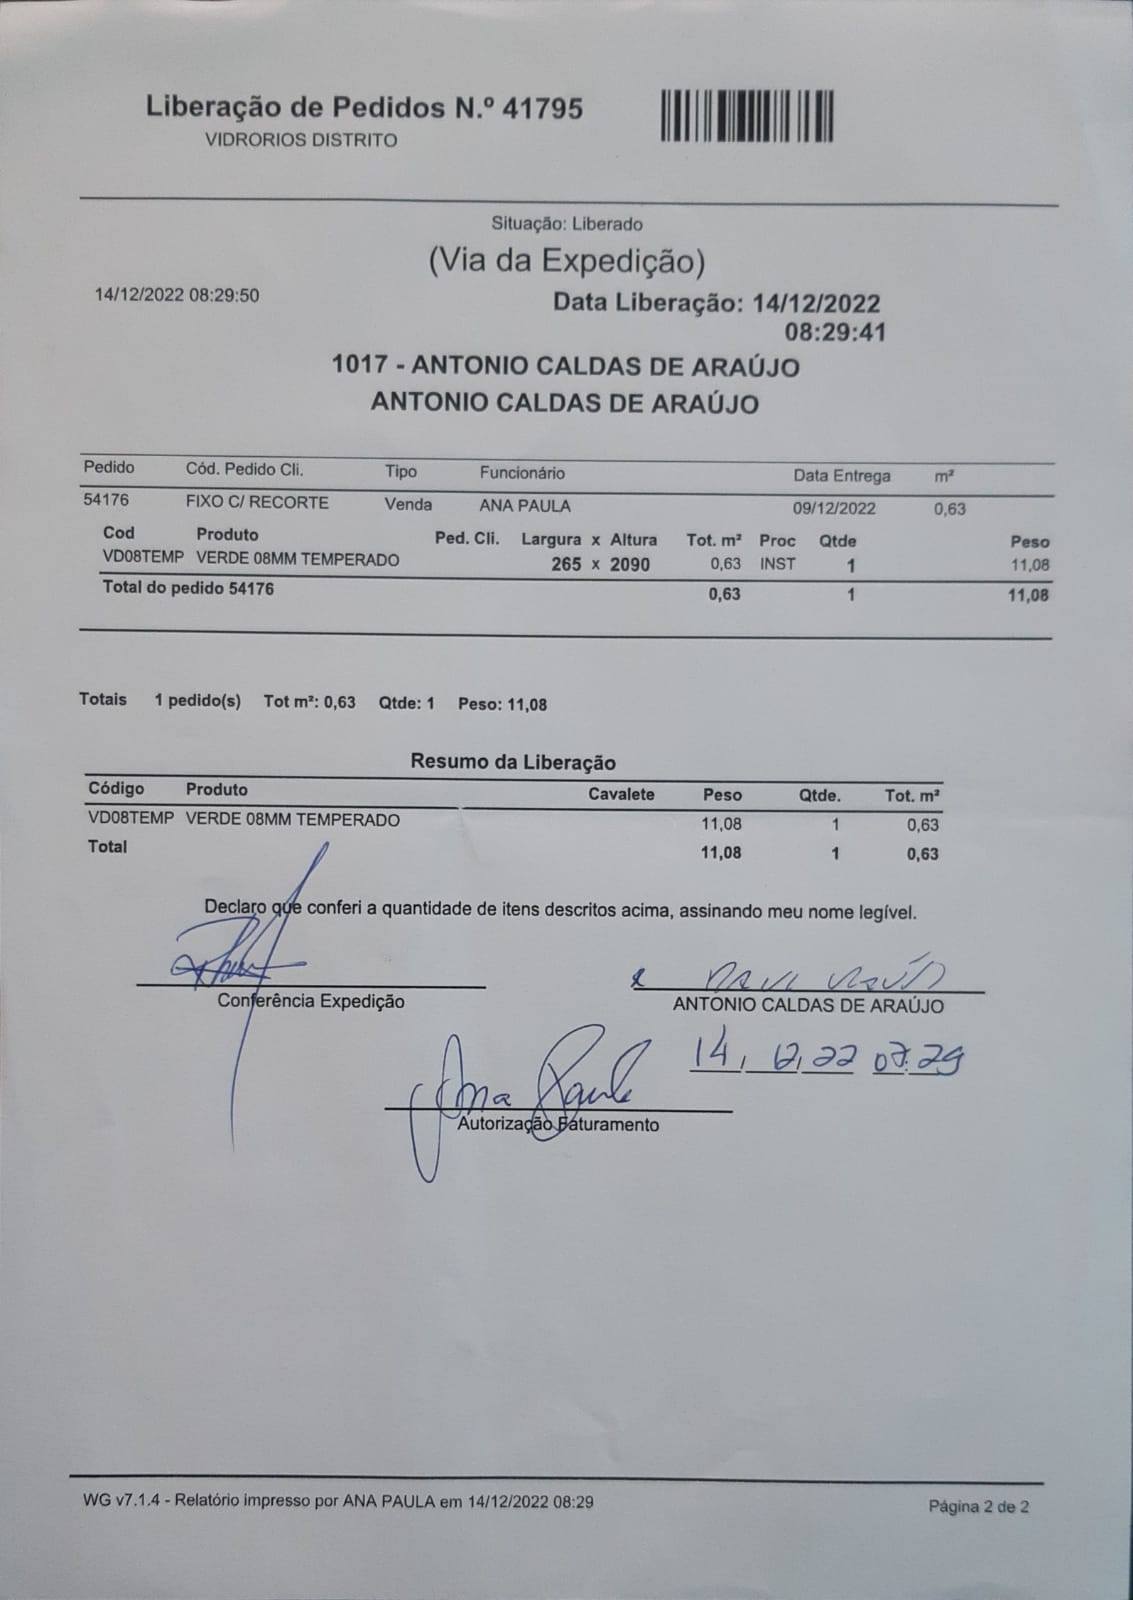 Liberação de Pedidos N.º 41795
VIDRORIOS DISTRITO
Situação: Liberado
(Via da Expedição)
14/12/2022 08:29:50
Data Liberação: 14/12/2022
08:29:41
1017 - ANTONIO CALDAS DE ARAÚJO
ANTONIO CALDAS DE ARAÚJO
Pedido Cód. Pedido Cli. Tipo Funcionário Data Entrega m²
54176 FIXO C/ RECORTE Venda ANA PAULA 09/12/2022 0,63
Cod Produto Ped. Cli. Largura x Altura Tot. m² Proc Qtde Peso
VD08TEMP VERDE 08MM TEMPERADO 265 x 2090 0,63 INST 1 11,08
Total do pedido 54176 0,63 1 11,08
Totais 1 pedido(s) Tot m²: 0,63 Qtde: 1 Peso: 11,08
Resumo da Liberação
Código Produto Cavalete Peso Qtde. Tot. m²
VD08TEMP VERDE 08MM TEMPERADO 11,08 1 0,63
Total 11,08 1 0,63
Declaro que conferi a quantidade de itens descritos acima, assinando meu nome legível.
Conferência Expedição
ANTONIO CALDAS DE ARAÚJO
14, 12, 22
Ana Paula
Autorização Faturamento
WG v7.1.4 - Relatório impresso por ANA PAULA em 14/12/2022 08:29
Página 2 de 2